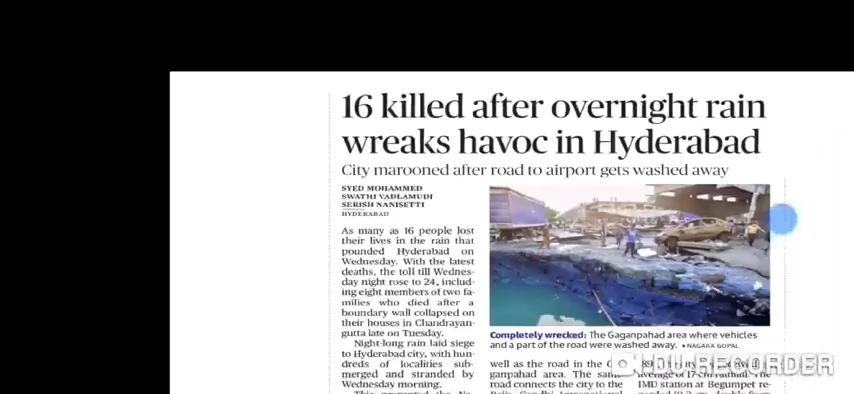 16 killed after overnight rain
wreaks havoc in Hyderabad
City marooned after road to airport gets washed away
SYED MOHAMMED
SWATHI VADLAMUDI
SERISH NANISETTI
HYDERABAD
As many as 16 people lost
their lives in the rain that
pounded Hyderabad on
Wednesday. With the latest
deaths, the toll till Wednes-
day night rose to 24, includ-
ing eight members of two fa-
milies who died after a
boundary wall collapsed on
their houses in Chandrayan-
gutta late on Tuesday.
Night-long rain laid siege
to Hyderabad city, with hun-
dreds of localities sub-
merged and stranded by
Wednesday morning.
Completely wrecked: The Gaganpahad area where vehicles
and a part of the road were washed away. • NAGARA GOPAL
well as the road in the
ganpahad area. The
road connects the city to the
IMD station at Begumpet re-
DU RECORDER